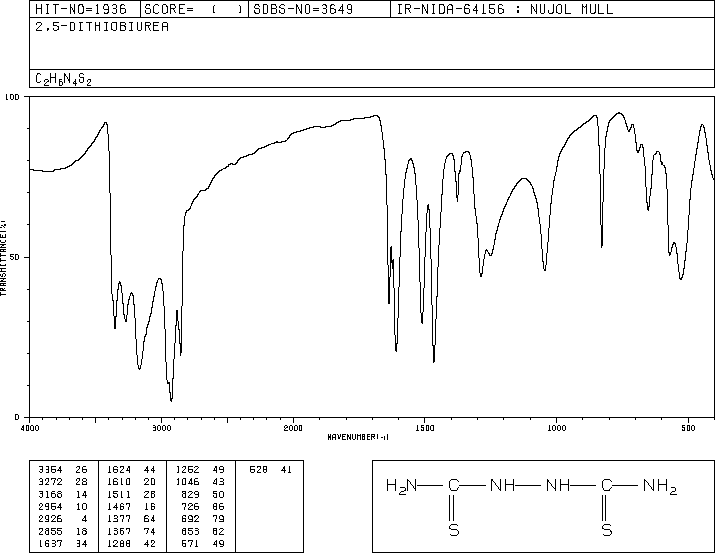 HIT-NO=1936 SCORE= ( ) SDBS-NO=3649 IR-NIDA-64156 : NUJOL MULL
2,5-DITHIOBIUREA
C2H6N4S2
100
50
0
TRANSMITTANCE(%)
4000 3000 2000 1500 1000 500
WAVENUMBER(-1)
3354 26 1624 44 1252 49 528 41
3272 28 1610 20 1046 43
3168 14 1511 28 829 50
2954 10 1467 16 726 86
2926 4 1377 64 692 79
2855 18 1367 74 653 62
1637 34 1288 42 571 49
H2N C NH NH C NH2
S S